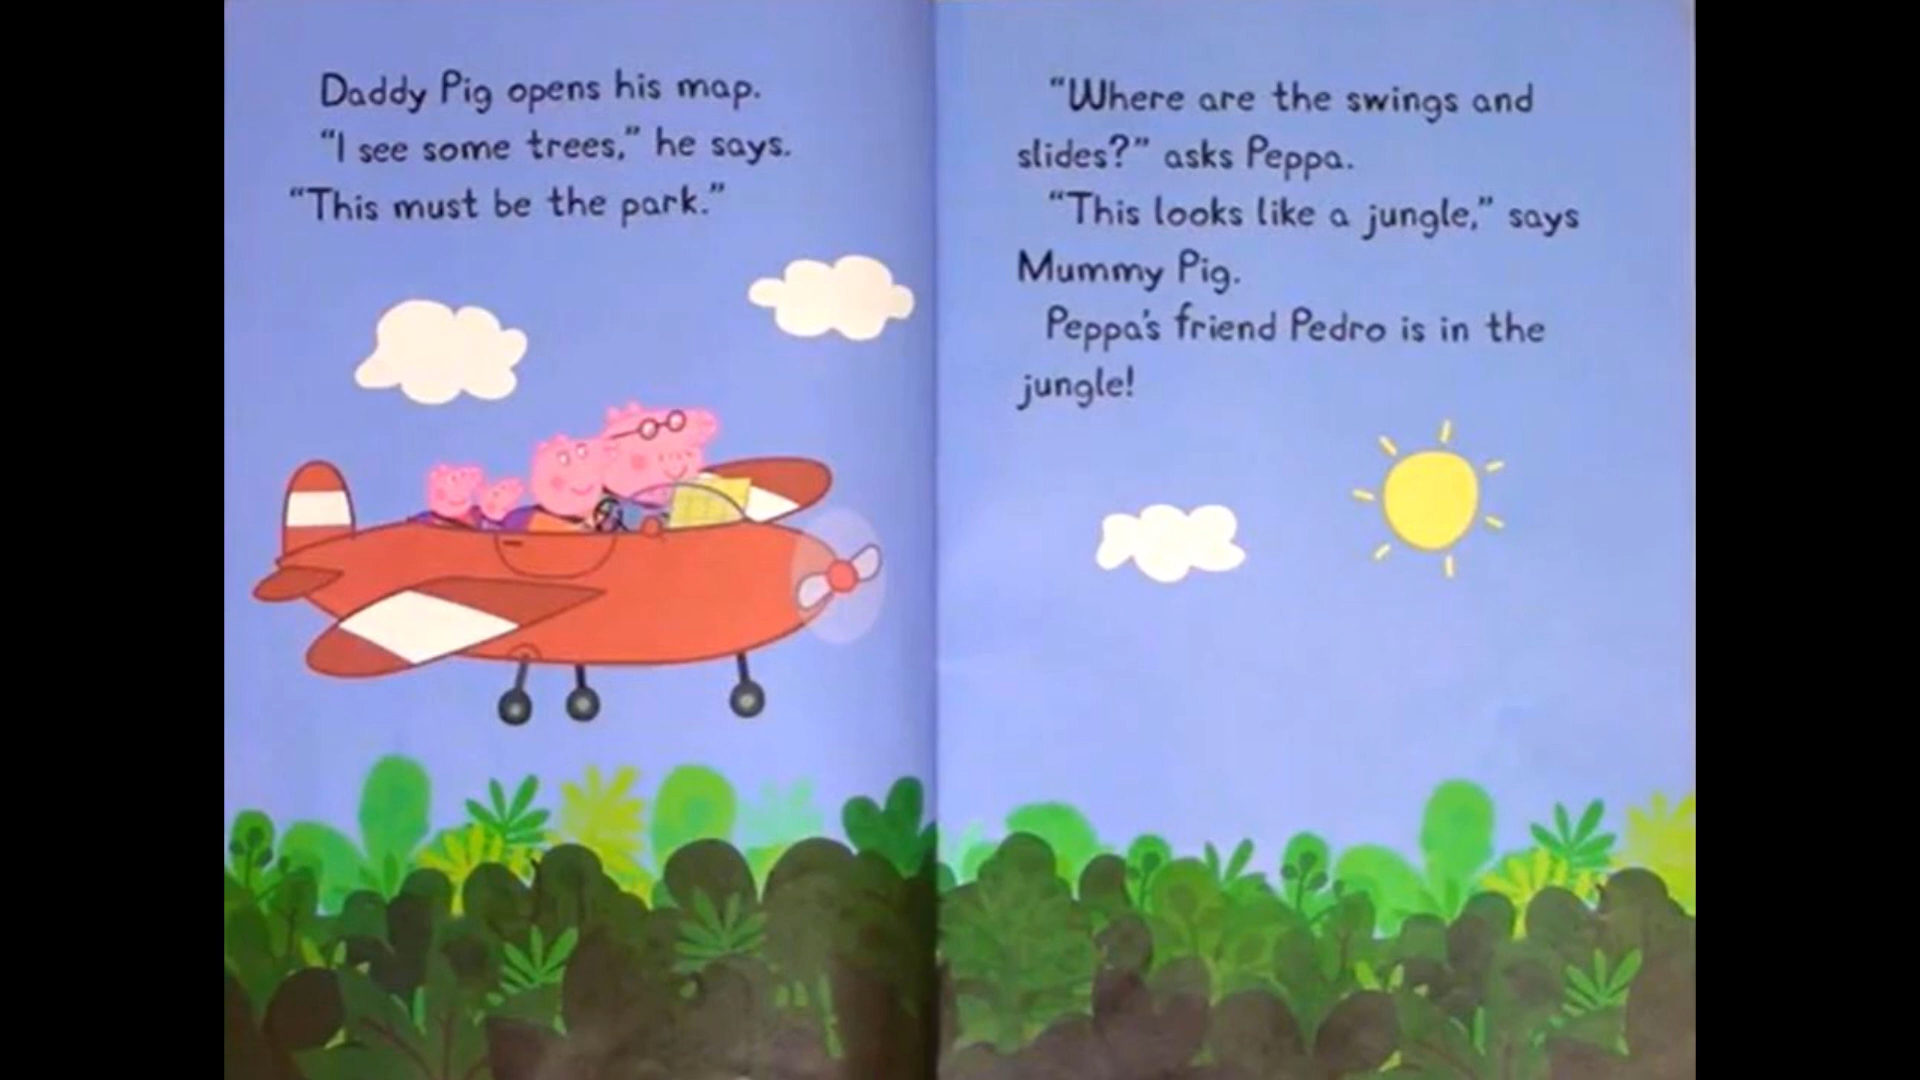 Daddy Pig opens his map.
“I see some trees,” he says.
“This must be the park.”
“Where are the swings and
slides?” asks Peppa.
“This looks like a jungle,” says
Mummy Pig.
Peppa’s friend Pedro is in the
jungle!